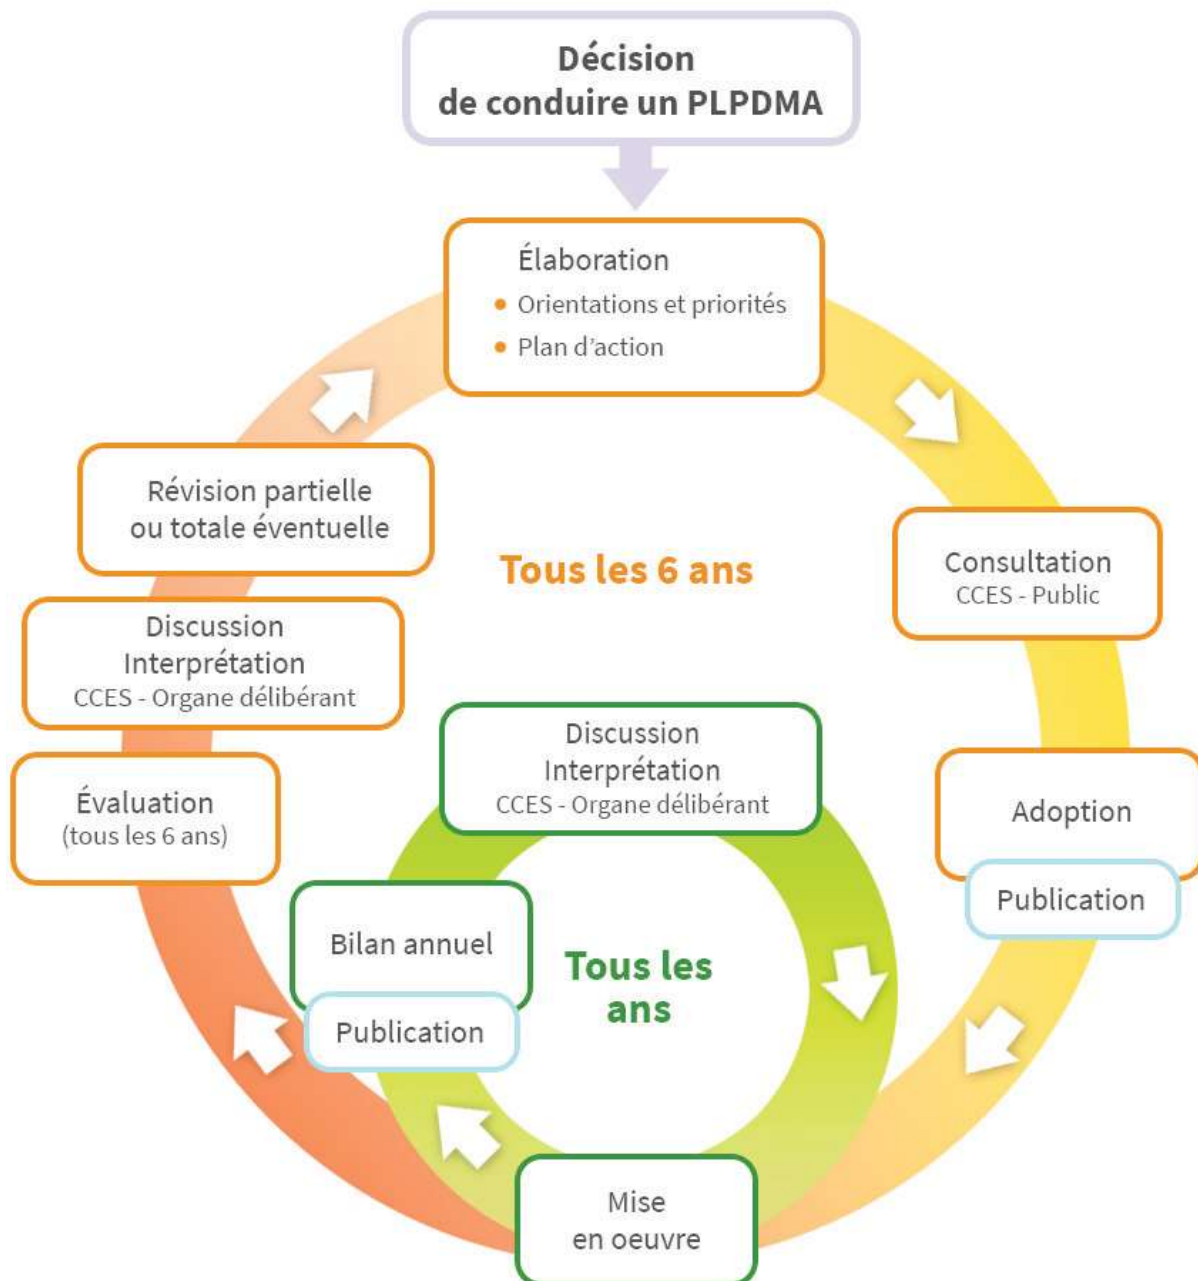 Décision
de conduire un PLPDMA
Élaboration
• Orientations et priorités
• Plan d’action
Révision partielle
ou totale éventuelle
Tous les 6 ans
Consultation
CCES - Public
Discussion
Interprétation
CCES - Organe délibérant
Discussion
Interprétation
CCES - Organe délibérant
Évaluation
(tous les 6 ans)
Adoption
Publication
Bilan annuel
Publication
Tous les
ans
Mise
en oeuvre